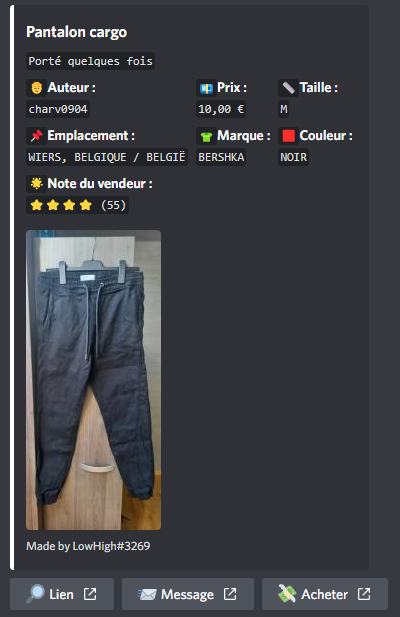 Pantalon cargo
Porté quelques fois
Auteur : Prix : Taille :
charv0904 10,00 € M
Emplacement : Marque : Couleur :
WIERS, BELGIQUE / BELGIË BERSHKA NOIR
Note du vendeur :
(55)
Made by LowHigh#3269
Lien Message Acheter